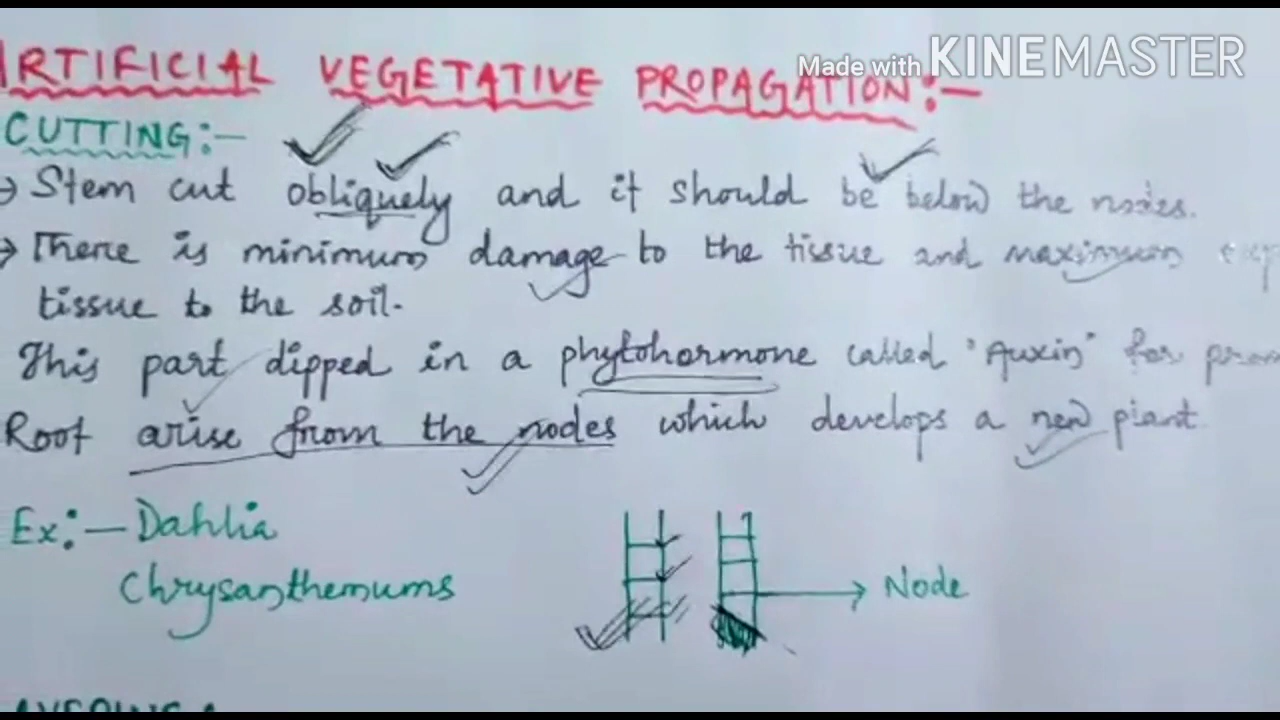 Made with KINEMASTER
ARTIFICIAL VEGETATIVE PROPAGATION:-
CUTTING:-
→ Stem cut obliquely and it should be below the nodes.
→ There is minimum damage to the tissue and maximum
tissue to the soil.
This part dipped in a phytohormone called "Auxin" for
Root arise from the nodes which develops a new plant
Ex:- Dahlia
Chrysanthemums
Node